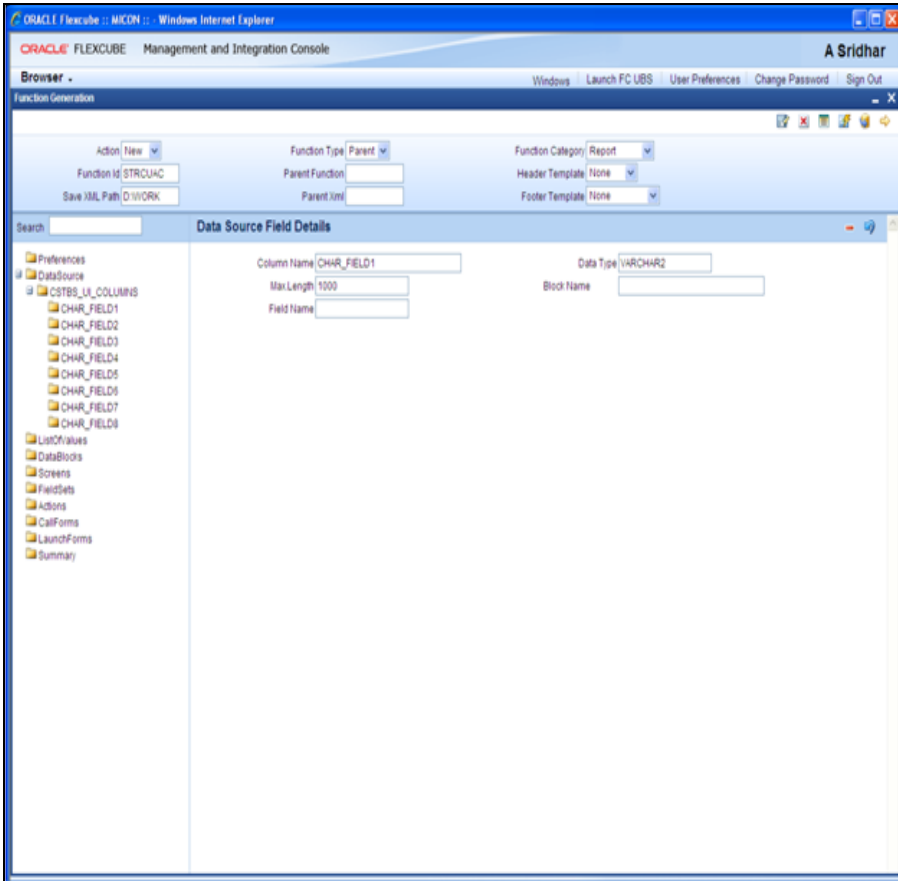 ORACLE Flexcube :: MICON :: - Windows Internet Explorer
ORACLE FLEXCUBE Management and Integration Console
A Sridhar
Browser
Windows Launch FC UBS User Preferences Change Password Sign Out
Function Generation
Action New Function Type Parent Function Category Report
Function Id STRCUAC Parent Function Header Template None
Save XML Path D:\WORK Parent Xml Footer Template None
Search
Data Source Field Details
Preferences
DataSource
CSTBS_UI_COLUMNS
CHAR_FIELD1
CHAR_FIELD2
CHAR_FIELD3
CHAR_FIELD4
CHAR_FIELD5
CHAR_FIELD6
CHAR_FIELD7
CHAR_FIELD8
ListOfValues
DataBlocks
Screens
FieldSets
Actions
CallForms
LaunchForms
Summary
Column Name CHAR_FIELD1 Data Type VARCHAR2
Max.Length 1000 Block Name
Field Name